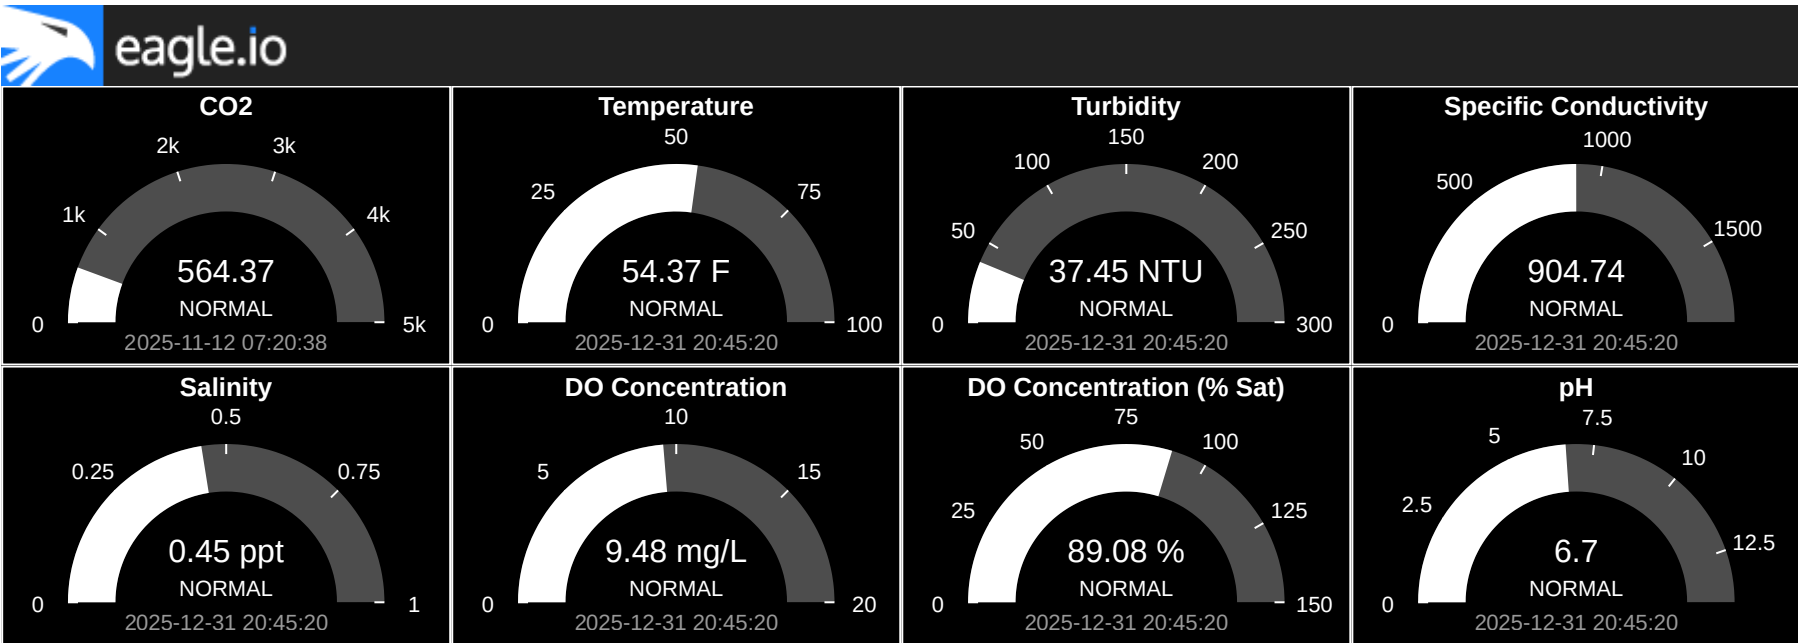 eagle.io
CO2
0
1k
2k
3k
4k
5k
564.37
NORMAL
2025-11-12 07:20:38
Temperature
0
25
50
75
100
54.37 F
NORMAL
2025-12-31 20:45:20
Turbidity
0
50
100
150
200
250
300
37.45 NTU
NORMAL
2025-12-31 20:45:20
Specific Conductivity
0
500
1000
1500
904.74
NORMAL
2025-12-31 20:45:20
Salinity
0
0.25
0.5
0.75
1
0.45 ppt
NORMAL
2025-12-31 20:45:20
DO Concentration
0
5
10
15
20
9.48 mg/L
NORMAL
2025-12-31 20:45:20
DO Concentration (% Sat)
0
25
50
75
100
125
150
89.08 %
NORMAL
2025-12-31 20:45:20
pH
0
2.5
5
7.5
10
12.5
6.7
NORMAL
2025-12-31 20:45:20